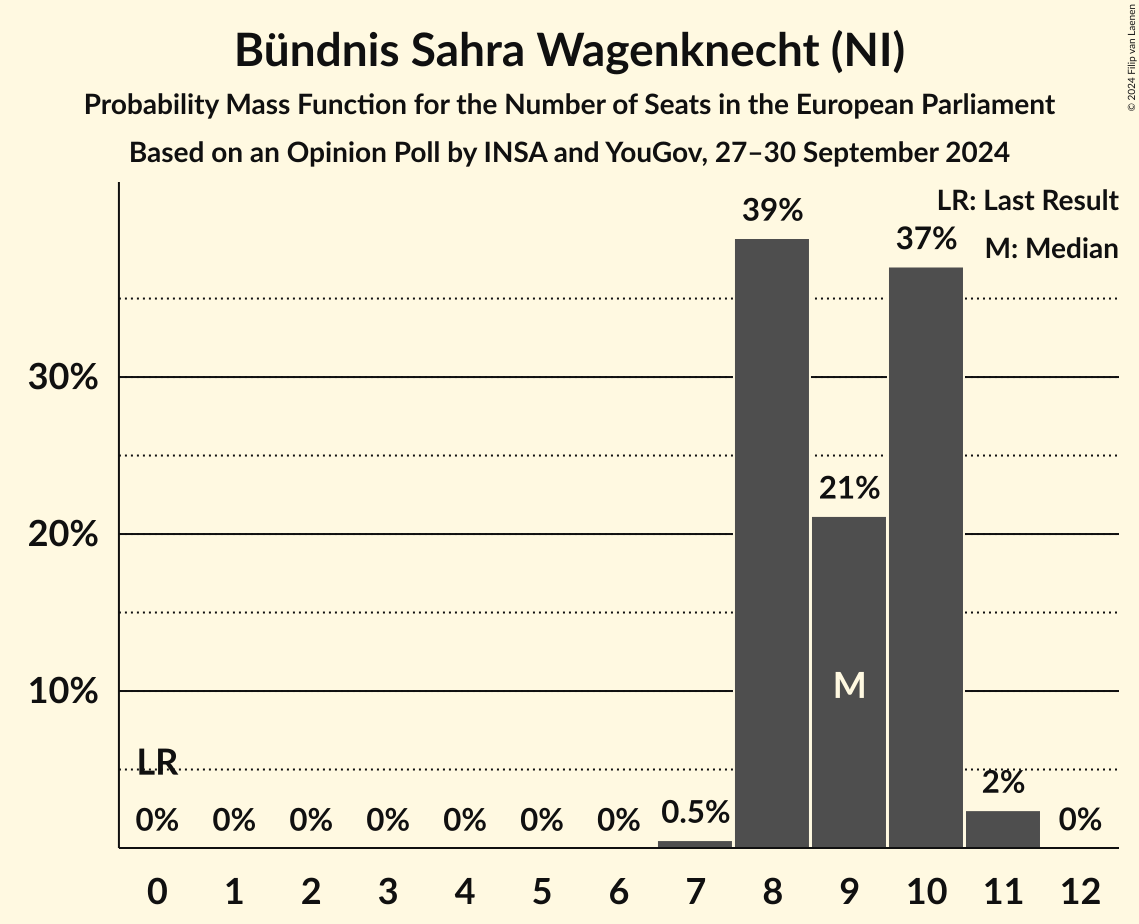 Bündnis Sahra Wagenknecht (NI)
Probability Mass Function for the Number of Seats in the European Parliament
Based on an Opinion Poll by INSA and YouGov, 27–30 September 2024
© 2024 Filip van Laenen
LR: Last Result
M: Median
39%
37%
30%
21%
20%
M
10%
LR
2%
0% 0% 0% 0% 0% 0% 0% 0.5% 0%
0 1 2 3 4 5 6 7 8 9 10 11 12